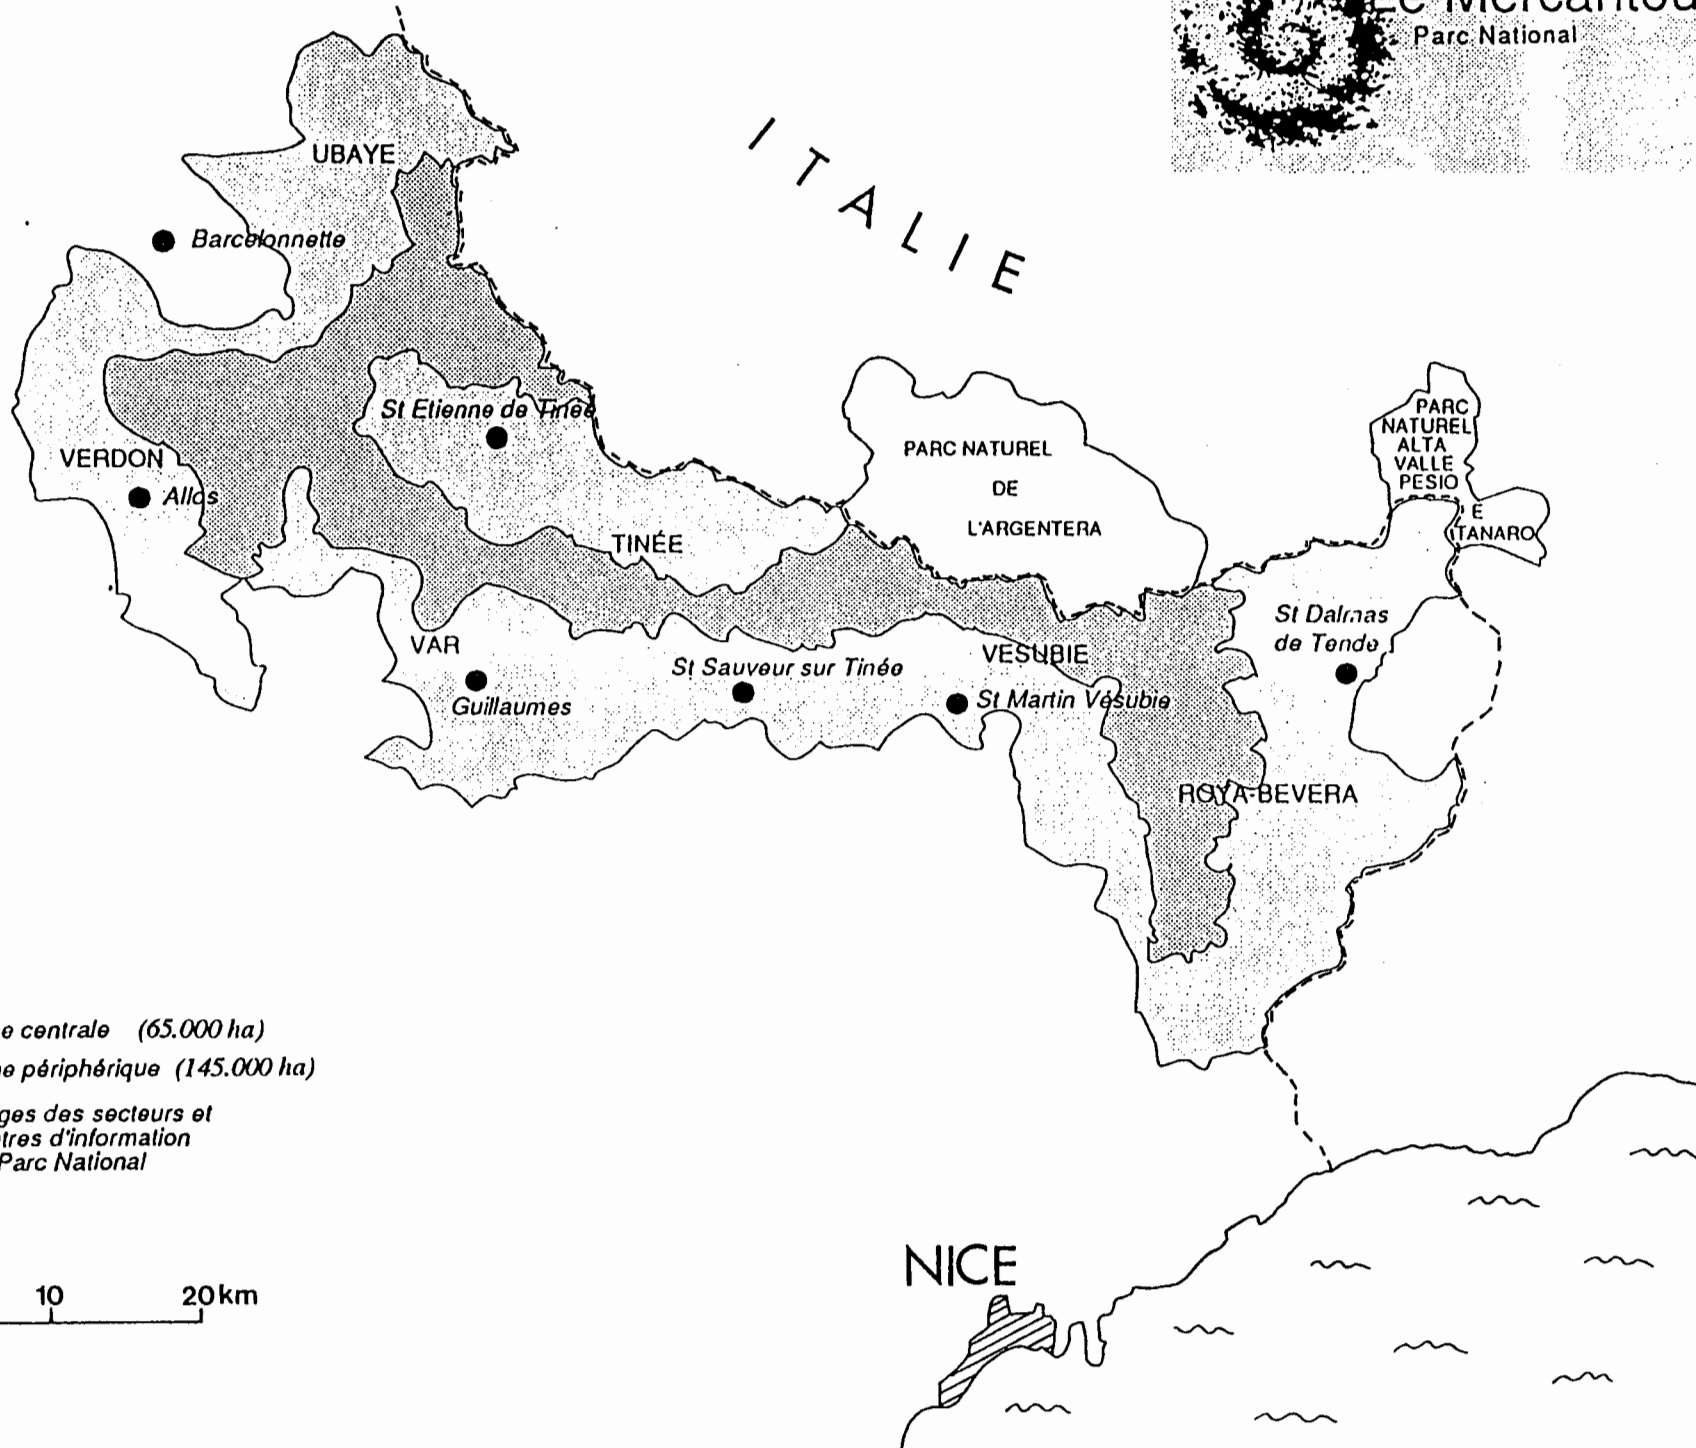 Le Mercantou
Parc National
ITALIE
UBAYE
Barcelonnette
St Etienne de Tinée
VERDON
Allos
TINÉE
PARC NATUREL
DE
L'ARGENTERA
PARC
NATUREL
ALTA
VALLE
PESIO
E
TANARO
St Dalmas
de Tende
VAR
Guillaumes
St Sauveur sur Tinée
VESUBIE
St Martin Vésubie
ROYA-BEVERA
e centrale (65.000 ha)
e périphérique (145.000 ha)
ges des secteurs et
tres d'information
Parc National
10 20km
NICE